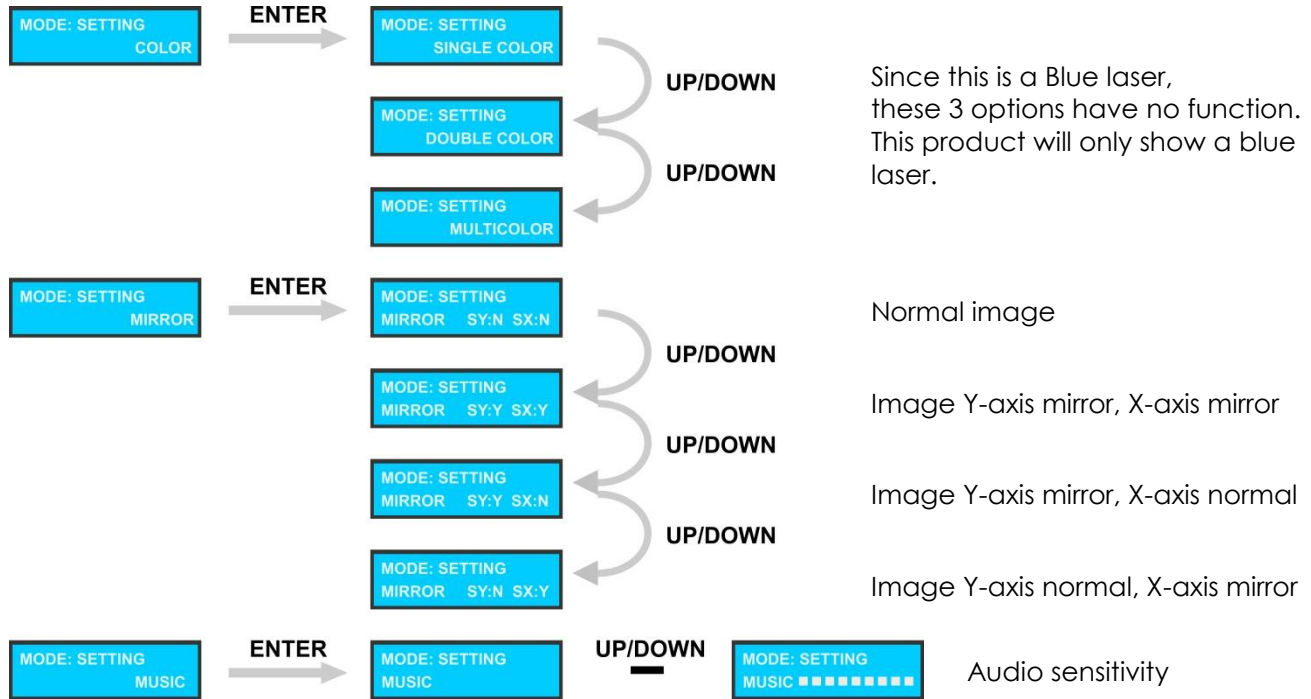 MODE: SETTING
COLOR
ENTER
MODE: SETTING
SINGLE COLOR
UP/DOWN
MODE: SETTING
DOUBLE COLOR
UP/DOWN
MODE: SETTING
MULTICOLOR
Since this is a Blue laser,
these 3 options have no function.
This product will only show a blue
laser.
MODE: SETTING
MIRROR
ENTER
MODE: SETTING
MIRROR SY:N SX:N
Normal image
UP/DOWN
MODE: SETTING
MIRROR SY:Y SX:Y
Image Y-axis mirror, X-axis mirror
UP/DOWN
MODE: SETTING
MIRROR SY:Y SX:N
Image Y-axis mirror, X-axis normal
UP/DOWN
MODE: SETTING
MIRROR SY:N SX:Y
Image Y-axis normal, X-axis mirror
MODE: SETTING
MUSIC
ENTER
MODE: SETTING
MUSIC
UP/DOWN
MODE: SETTING
MUSIC
Audio sensitivity